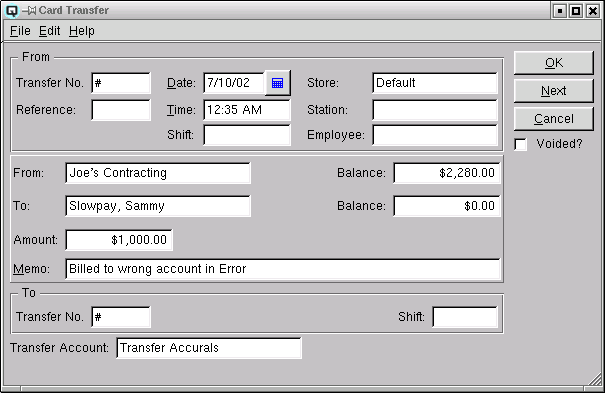 Card Transfer
File Edit Help
From
Transfer No. # Date: 7/10/02 Store: Default OK
Reference: Time: 12:35 AM Station: Next
Shift: Employee: Cancel
Voided?
From: Joe's Contracting Balance: $2,280.00
To: Slowpay, Sammy Balance: $0.00
Amount: $1,000.00
Memo: Billed to wrong account in Error
To
Transfer No. # Shift:
Transfer Account: Transfer Accurals